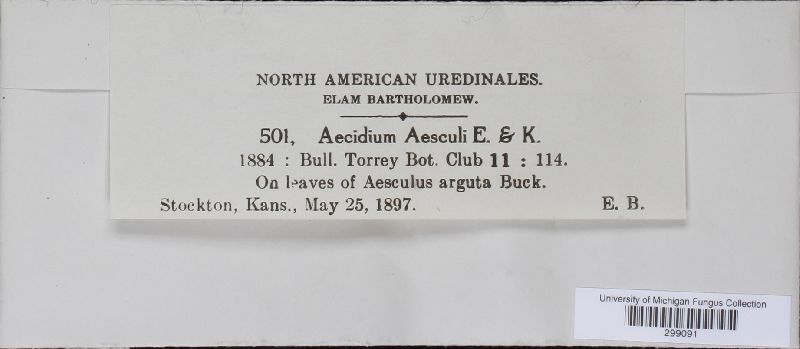 NORTH AMERICAN UREDINALES.
ELAM BARTHOLOMEW.
501, Aecidium Aesculi E. & K.
1884 : Bull. Torrey Bot. Club 11 : 114.
On leaves of Aesculus arguta Buck.
Stockton, Kans., May 25, 1897. E. B.
University of Michigan Fungus Collection
299091